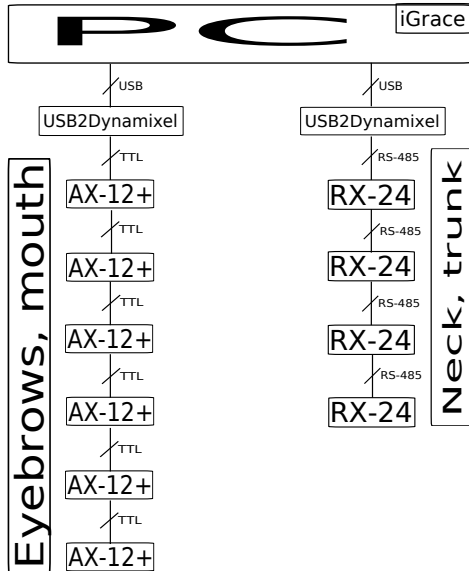 PC
iGrace
USB
USB
USB2Dynamixel
USB2Dynamixel
Eyebrows, mouth
TTL
AX-12+
TTL
AX-12+
TTL
AX-12+
TTL
AX-12+
TTL
AX-12+
TTL
AX-12+
RS-485
RX-24
RS-485
RX-24
RS-485
RX-24
RS-485
RX-24
Neck, trunk